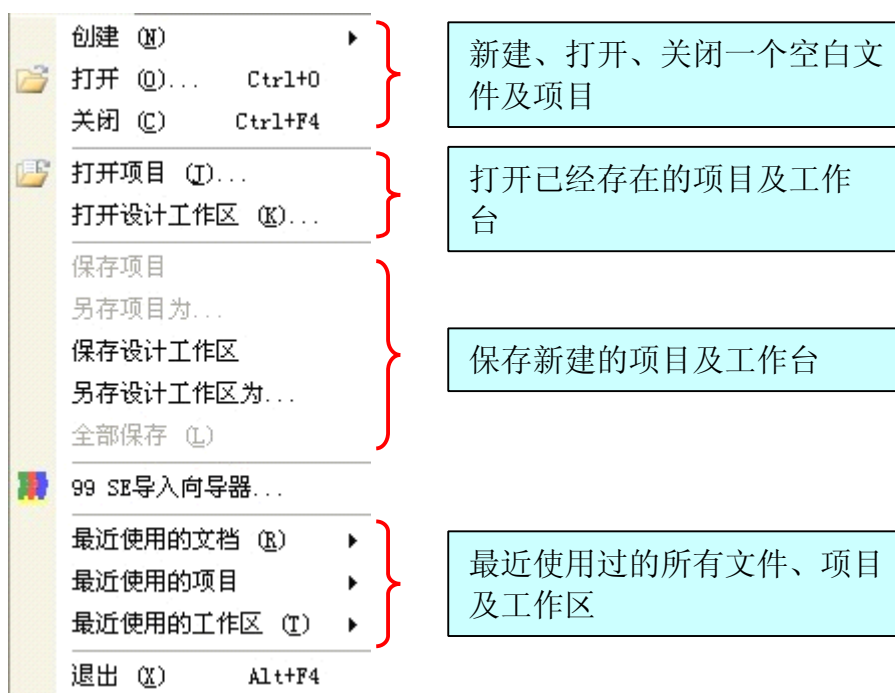 创建 (N)
打开 (O)... Ctrl+O
关闭 (C) Ctrl+F4
新建、打开、关闭一个空白文
件及项目
打开项目 (J)...
打开设计工作区 (K)...
打开已经存在的项目及工作
台
保存项目
另存项目为...
保存设计工作区
另存设计工作区为...
全部保存 (L)
保存新建的项目及工作台
99 SE导入向导器...
最近使用的文档 (R)
最近使用的项目
最近使用的工作区 (T)
最近使用过的所有文件、项目
及工作区
退出 (X) Alt+F4